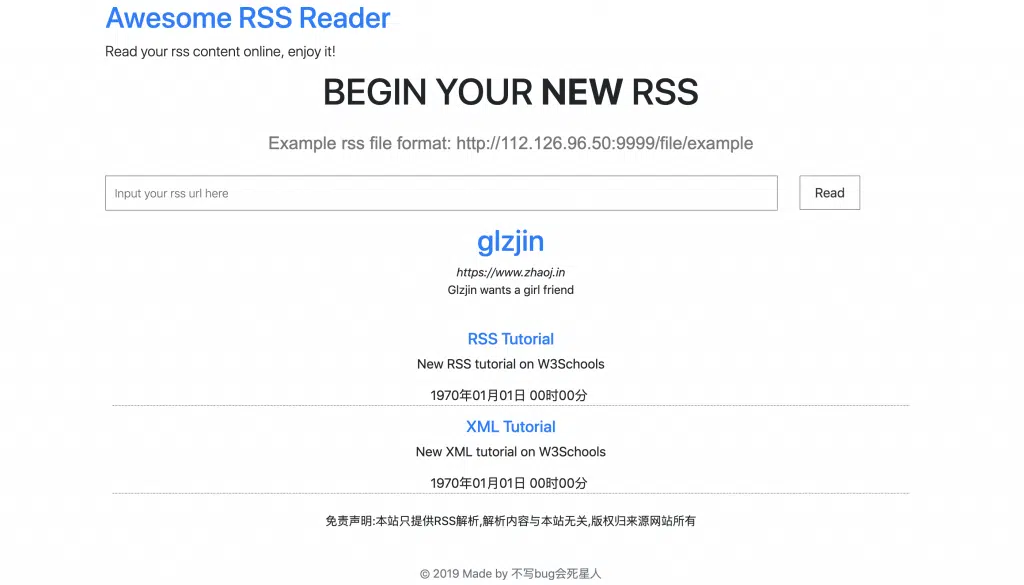 Awesome RSS Reader
Read your rss content online, enjoy it!
BEGIN YOUR NEW RSS
Example rss file format: http://112.126.96.50:9999/file/example
Input your rss url here
Read
glzjin
https://www.zhaoj.in
Glzjin wants a girl friend
RSS Tutorial
New RSS tutorial on W3Schools
1970年01月01日 00时00分
XML Tutorial
New XML tutorial on W3Schools
1970年01月01日 00时00分
免责声明:本站只提供RSS解析,解析内容与本站无关,版权归来源网站所有
© 2019 Made by 不写bug会死星人